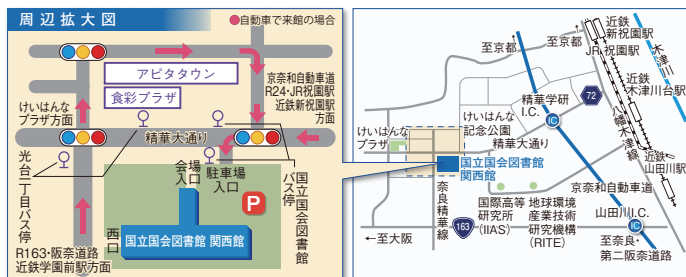 周辺拡大図
●自動車で来館の場合
アピタタウン
食彩プラザ
京奈和自動車道
R24・JR祝園駅
近鉄新祝園駅
方面
けいはんな
プラザ方面
精華大通り
光台一丁目バス停
会場
入口
駐車場
入口
国立国会図書館
バス停
P
西口
国立国会図書館 関西館
R163・阪奈道路
近鉄学園前駅方面
至京都
至京都
近鉄
新祝園駅
JR祝園駅
木津川
近鉄
木津川台駅
精華学研
I.C.
72
IC
八幡木津線
けいはんな
記念公園
けいはんな
プラザ
精華大通り
近鉄
山田川駅
国立国会図書館
関西館
京奈和自動車道
奈良精華線
国際高等
研究所
(IIAS)
地球環境
産業技術
研究機構
(RITE)
山田川I.C.
163
IC
←至大阪
至奈良・
第二阪奈道路